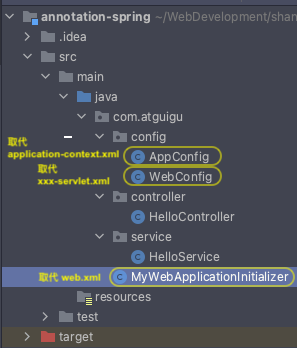 annotation-spring ~/WebDevelopment/shan
.idea
src
main
java
com.atguigu
config
取代
application-context.xml
AppConfig
取代
xxx-servlet.xml
WebConfig
controller
HelloController
service
HelloService
取代 web.xml
MyWebApplicationInitializer
resources
test
target